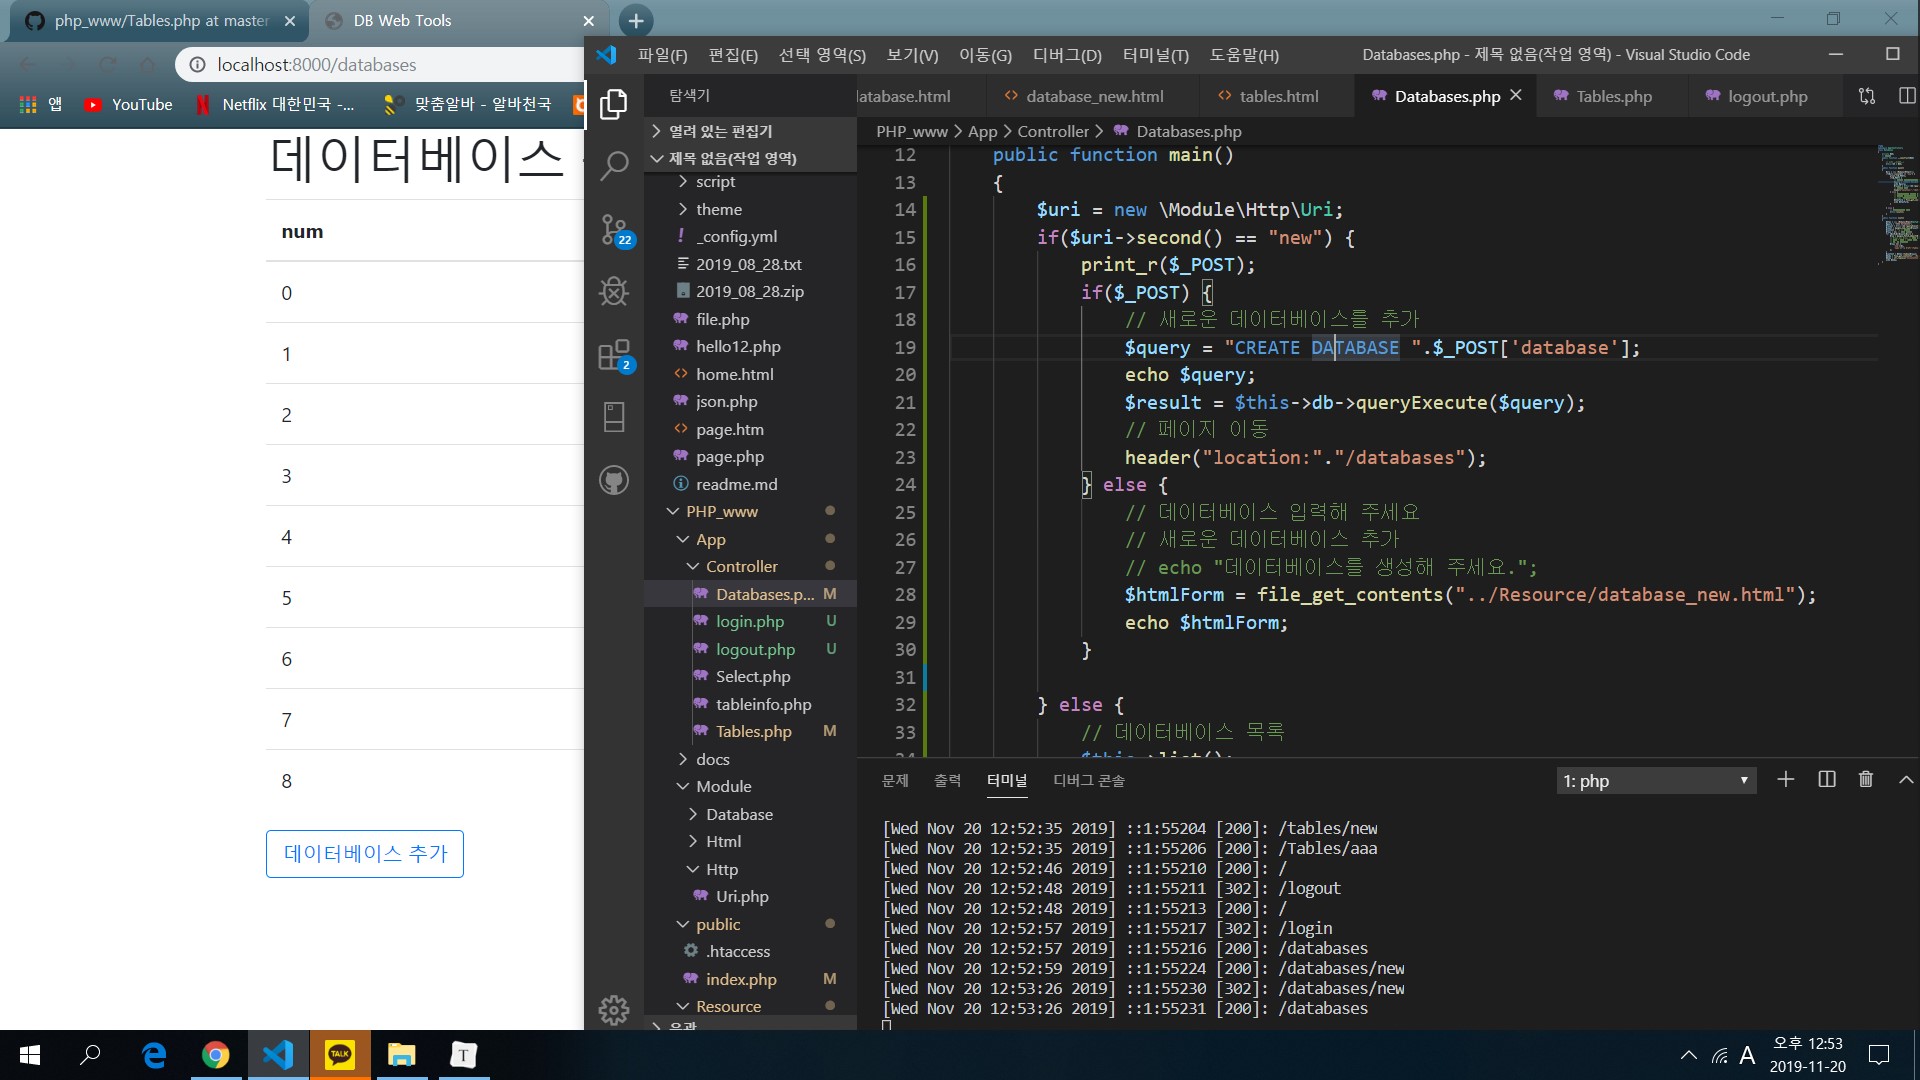 php_www/Tables.php at master
DB Web Tools
localhost:8000/databases
앱
YouTube
Netflix 대한민국 -...
맞춤알바 - 알바천국
데이터베이스
num
0
1
2
3
4
5
6
7
8
데이터베이스 추가
파일(F) 편집(E) 선택 영역(S) 보기(V) 이동(G) 디버그(D) 터미널(T) 도움말(H)
Databases.php - 제목 없음(작업 영역) - Visual Studio Code
탐색기
열려 있는 편집기
제목 없음(작업 영역)
script
theme
! _config.yml
2019_08_28.txt
2019_08_28.zip
file.php
hello12.php
<> home.html
json.php
<> page.htm
page.php
readme.md
PHP_www
App
Controller
Databases.p... M
login.php U
logout.php U
Select.php
tableinfo.php
Tables.php M
docs
Module
Database
Html
Http
Uri.php
public
.htaccess
index.php M
Resource
22
2
latabase.html
<> database_new.html
<> tables.html
Databases.php
Tables.php
logout.php
PHP_www > App > Controller > Databases.php
12 public function main()
13 {
14 $uri = new \Module\Http\Uri;
15 if($uri->second() == "new") {
16 print_r($_POST);
17 if($_POST) {
18 // 새로운 데이터베이스를 추가
19 $query = "CREATE DATABASE ".$_POST['database'];
20 echo $query;
21 $result = $this->db->queryExecute($query);
22 // 페이지 이동
23 header("location:"."/databases");
24 } else {
25 // 데이터베이스 입력해 주세요
26 // 새로운 데이터베이스 추가
27 // echo "데이터베이스를 생성해 주세요.";
28 $htmlForm = file_get_contents("../Resource/database_new.html");
29 echo $htmlForm;
30 }
31
32 } else {
33 // 데이터베이스 목록
34 $this->list();
문제 출력 터미널 디버그 콘솔
1: php
[Wed Nov 20 12:52:35 2019] ::1:55204 [200]: /tables/new
[Wed Nov 20 12:52:35 2019] ::1:55206 [200]: /Tables/aaa
[Wed Nov 20 12:52:46 2019] ::1:55210 [200]: /
[Wed Nov 20 12:52:48 2019] ::1:55211 [302]: /logout
[Wed Nov 20 12:52:48 2019] ::1:55213 [200]: /
[Wed Nov 20 12:52:57 2019] ::1:55217 [302]: /login
[Wed Nov 20 12:52:57 2019] ::1:55216 [200]: /databases
[Wed Nov 20 12:52:59 2019] ::1:55224 [200]: /databases/new
[Wed Nov 20 12:53:26 2019] ::1:55230 [302]: /databases/new
[Wed Nov 20 12:53:26 2019] ::1:55231 [200]: /databases
TALK
T
A
오후 12:53
2019-11-20